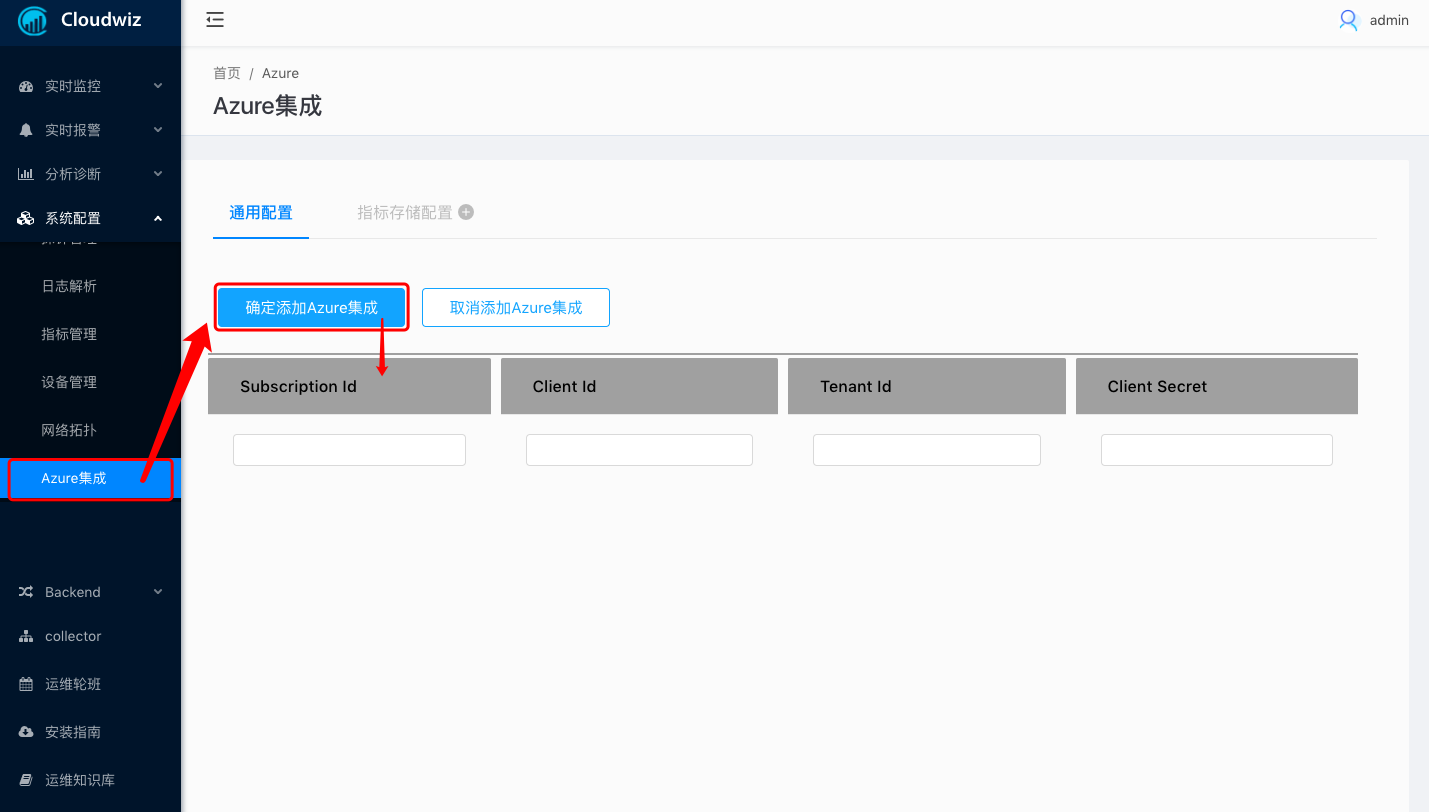 Cloudwiz
admin
实时监控
实时报警
分析诊断
系统配置
日志解析
指标管理
设备管理
网络拓扑
Azure集成
Backend
collector
运维轮班
安装指南
运维知识库
首页 / Azure
Azure集成
通用配置 指标存储配置
确定添加Azure集成 取消添加Azure集成
Subscription Id Client Id Tenant Id Client Secret